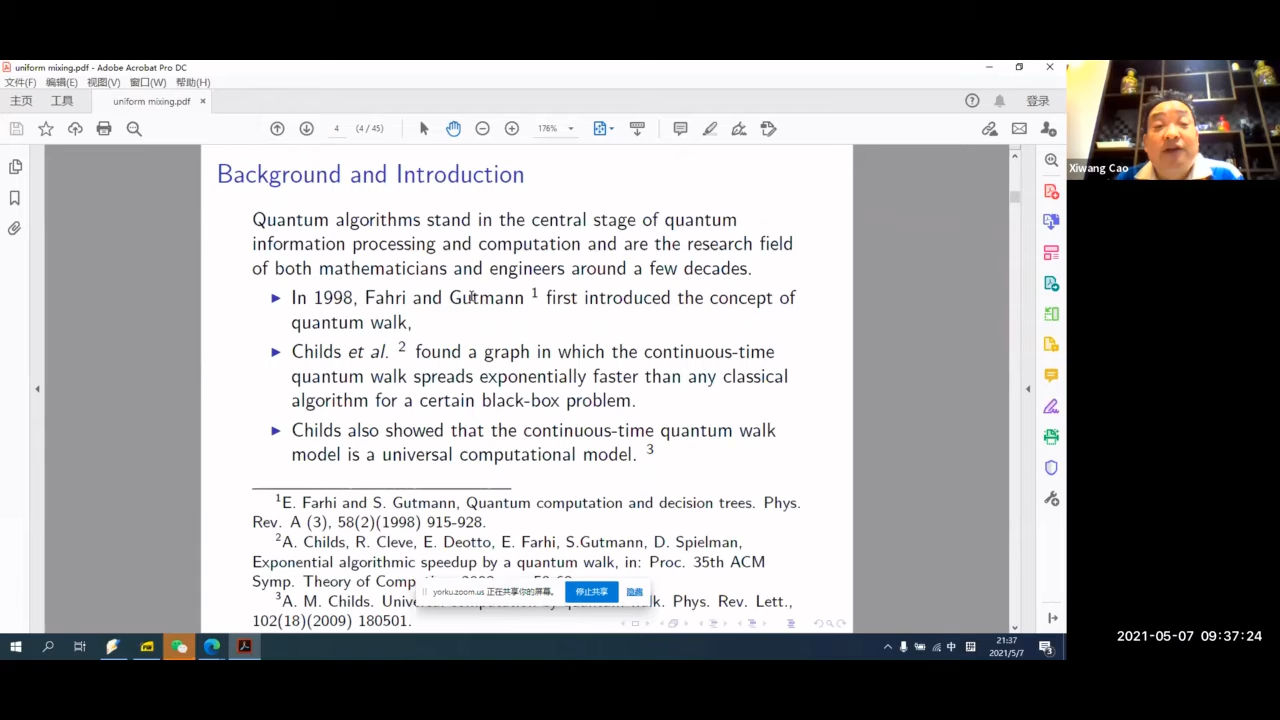 uniform mixing.pdf - Adobe Acrobat Pro DC
文件(F) 编辑(E) 视图(V) 窗口(W) 帮助(H)
主页 工具 uniform mixing.pdf × 登录
4 (4 / 45) 176%
Xiwang Cao
Background and Introduction
Quantum algorithms stand in the central stage of quantum
information processing and computation and are the research field
of both mathematicians and engineers around a few decades.
▶ In 1998, Fahri and Gutmann 1 first introduced the concept of
quantum walk,
▶ Childs et al. 2 found a graph in which the continuous-time
quantum walk spreads exponentially faster than any classical
algorithm for a certain black-box problem.
▶ Childs also showed that the continuous-time quantum walk
model is a universal computational model. 3
1E. Farhi and S. Gutmann, Quantum computation and decision trees. Phys.
Rev. A (3), 58(2)(1998) 915-928.
2A. Childs, R. Cleve, E. Deotto, E. Farhi, S.Gutmann, D. Spielman,
Exponential algorithmic speedup by a quantum walk, in: Proc. 35th ACM
Symp. Theory of
yorku.zoom.us 正在共享你的屏幕。 停止共享 隐藏
3A. M. Childs. Phys. Rev. Lett.,
102(18)(2009) 180501.
中 21:37
2021/5/7
2021-05-07 09:37:24